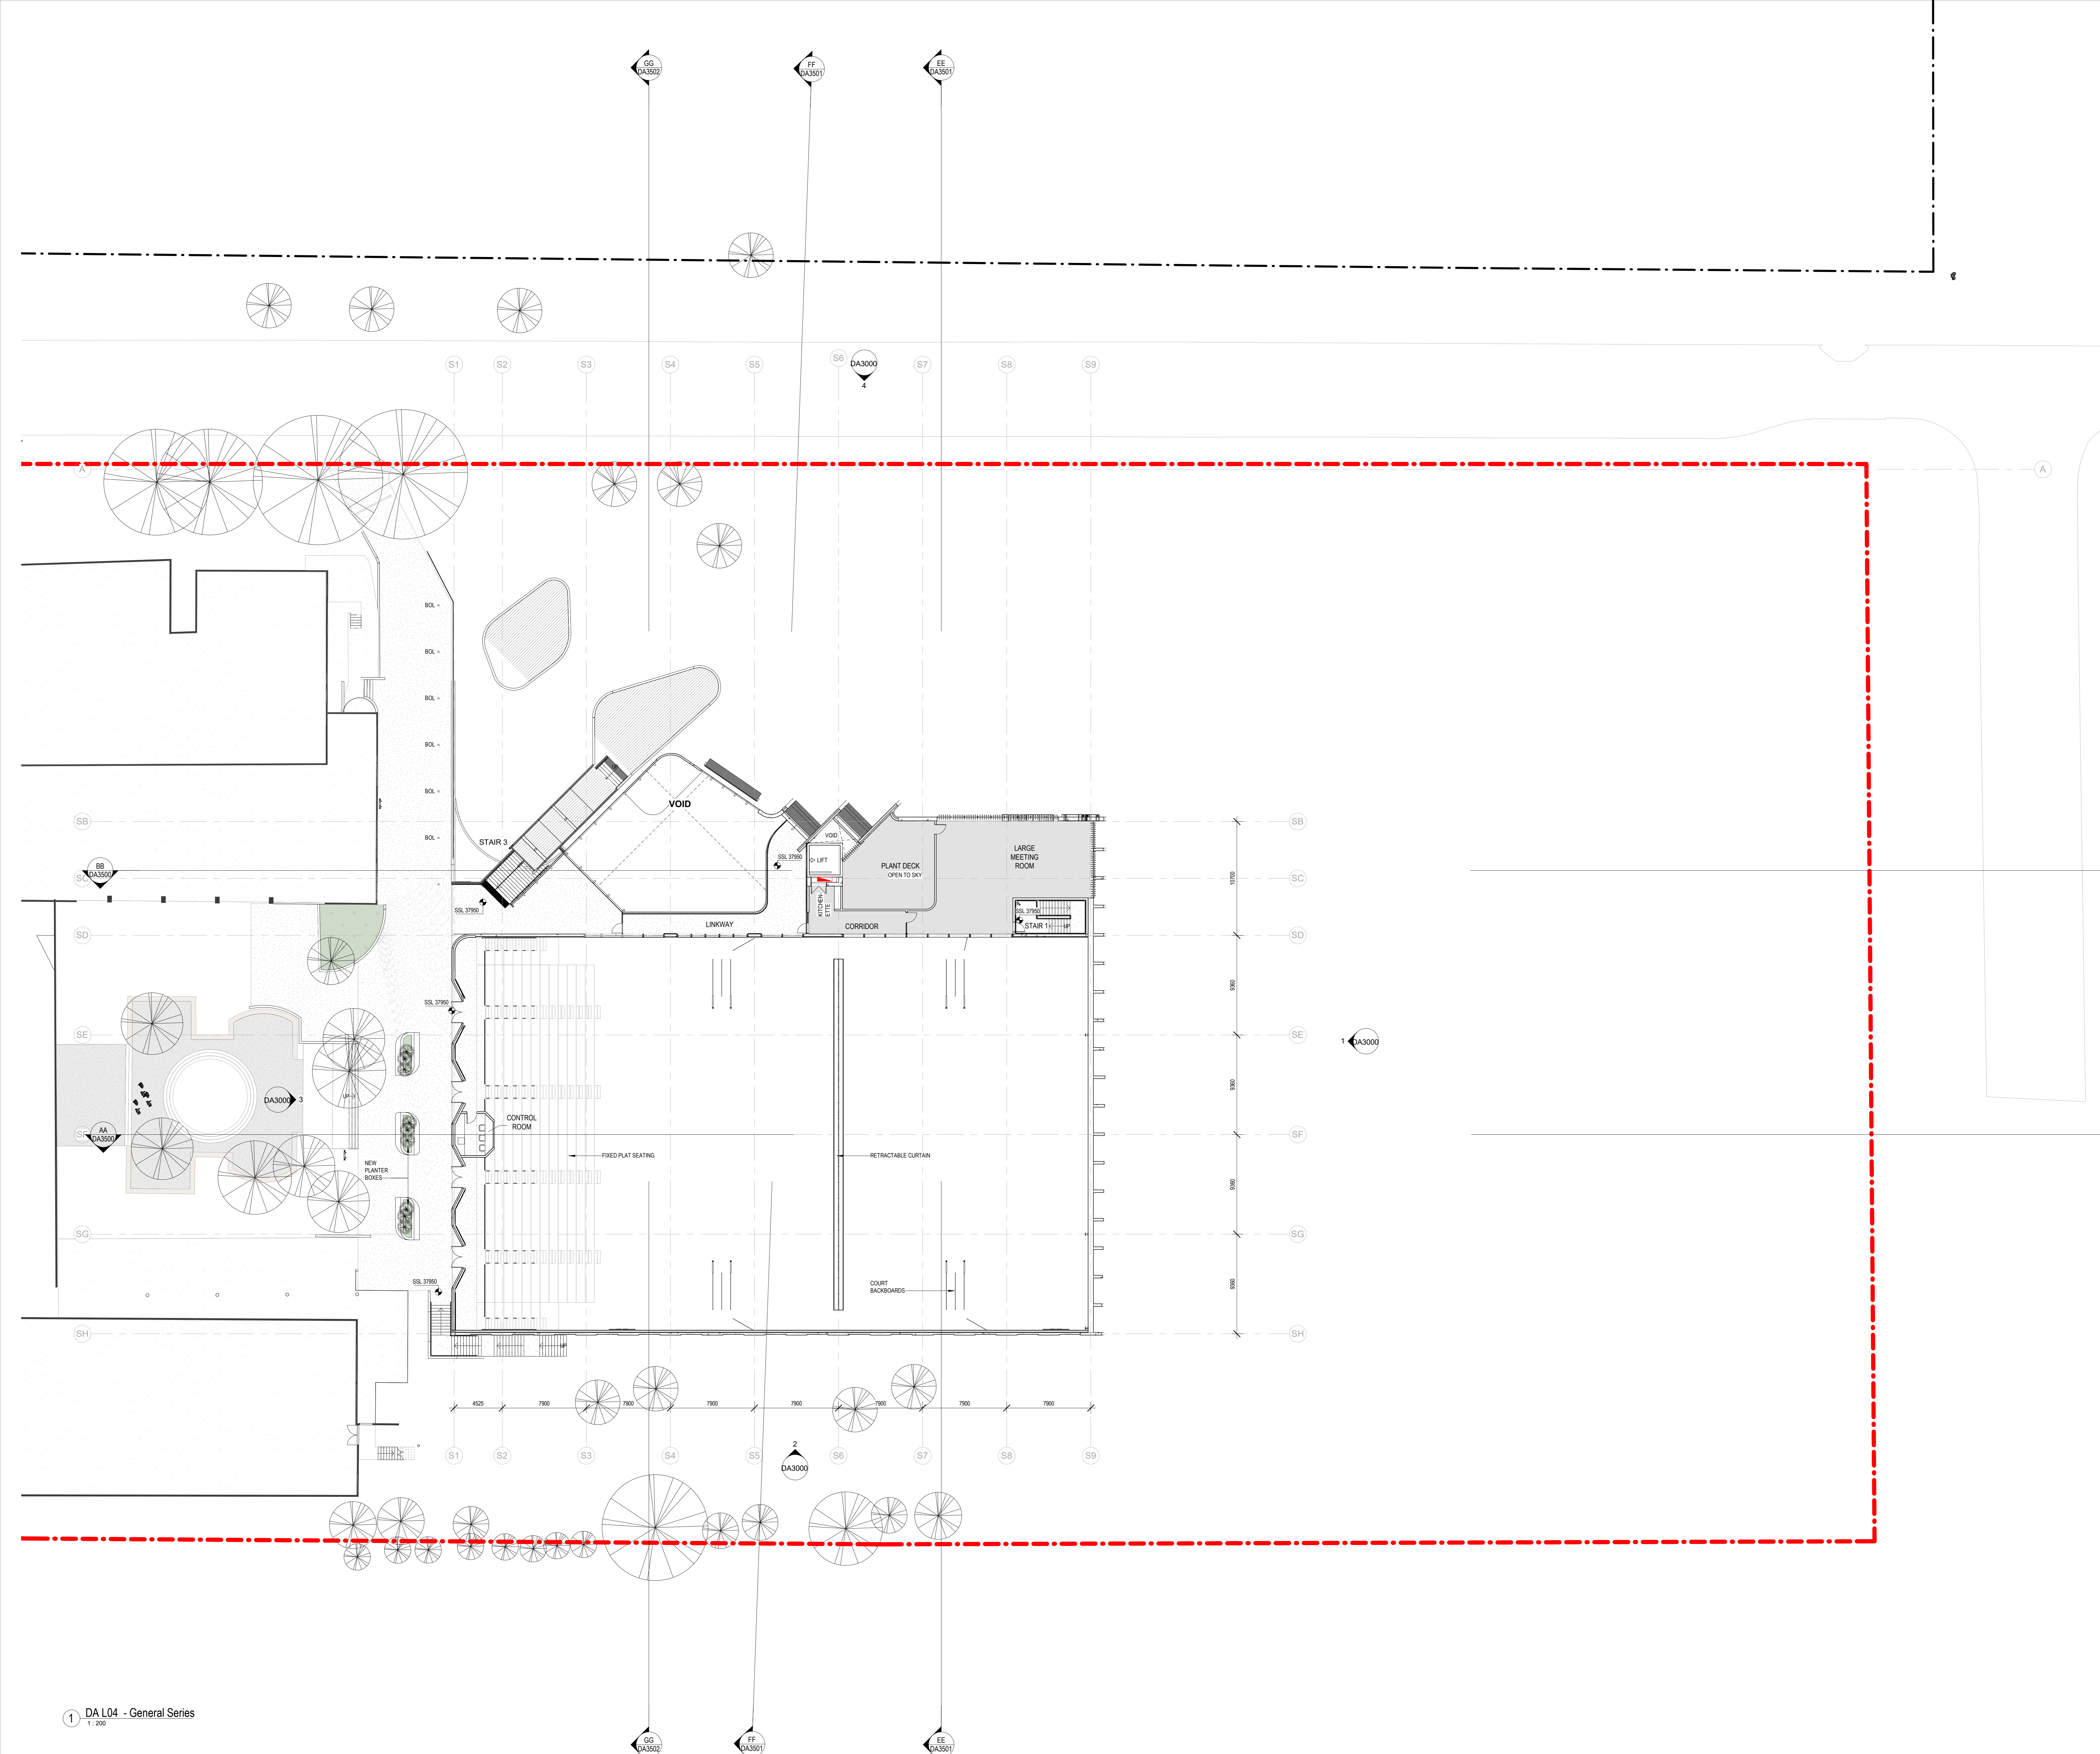 GG
DA3502
FF
DA3501
EE
DA3501
S1
S2
S3
S4
S5
S6
S7
S8
S9
DA3000
4
A
A
BOL
BOL
BOL
BOL
BOL
BOL
VOID
SB
SB
STAIR 3
VOID
LIFT
SSL 37950
PLANT DECK
OPEN TO SKY
LARGE
MEETING
ROOM
BB
DA3500
SC
SC
10700
KITCHEN
ETTE
SSL 37950
SSL 37950
LINKWAY
CORRIDOR
STAIR 1
UP
SD
SD
9360
SSL 37950
SE
SE
1
DA3000
9360
DA3000
3
UP
CONTROL
ROOM
AA
DA3500
SF
SF
FIXED PLAT SEATING
RETRACTABLE CURTAIN
NEW
PLANTER
BOXES
9360
SG
SG
SSL 37950
COURT
BACKBOARDS
9360
SH
SH
UP
4525
7900
7900
7900
7900
7900
7900
7900
S1
S2
S3
S4
S5
S6
S7
S8
S9
2
DA3000
1
DA L04 - General Series
1 : 200
GG
DA3502
FF
DA3501
EE
DA3501